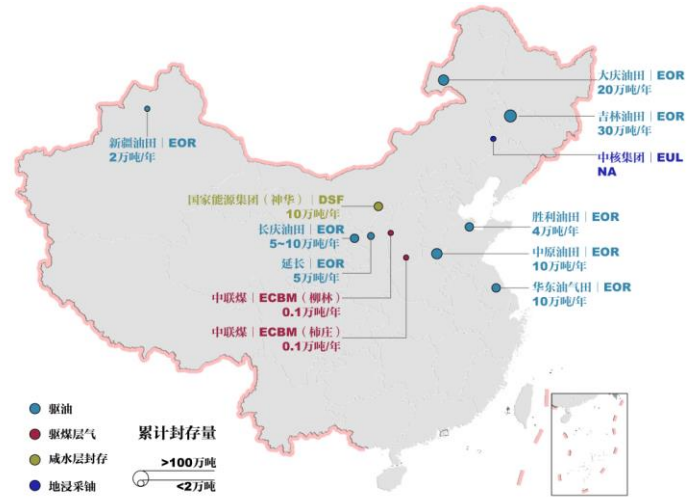 大庆油田｜EOR
20万吨/年
吉林油田｜EOR
30万吨/年
新疆油田｜EOR
2万吨/年
中核集团｜EUL
NA
国家能源集团（神华）｜DSF
10万吨/年
胜利油田｜EOR
4万吨/年
长庆油田｜EOR
5~10万吨/年
中原油田｜EOR
10万吨/年
延长｜EOR
5万吨/年
华东油气田｜EOR
10万吨/年
中联煤｜ECBM（柳林）
0.1万吨/年
中联煤｜ECBM（柿庄）
0.1万吨/年
驱油
驱煤层气
咸水层封存
地浸采铀
累计封存量
>100万吨
<2万吨